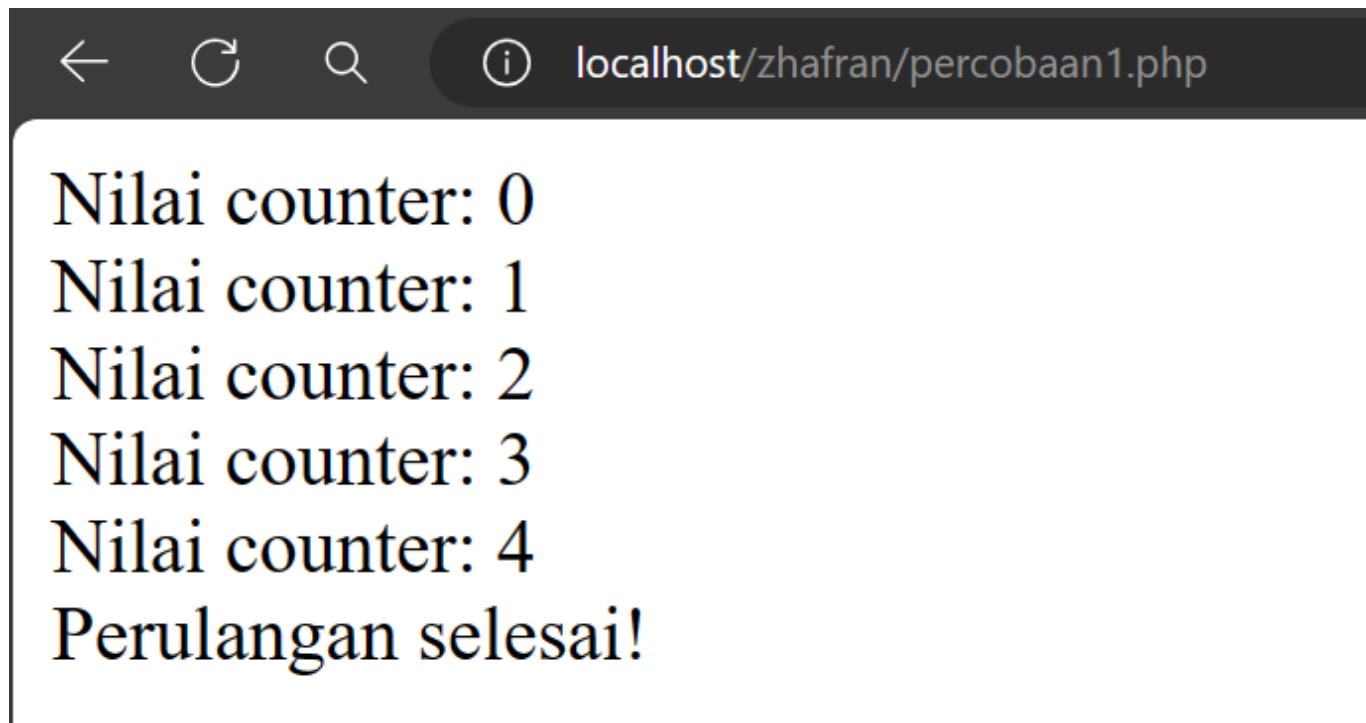 localhost/zhafran/percobaan1.php
Nilai counter: 0
Nilai counter: 1
Nilai counter: 2
Nilai counter: 3
Nilai counter: 4
Perulangan selesai!